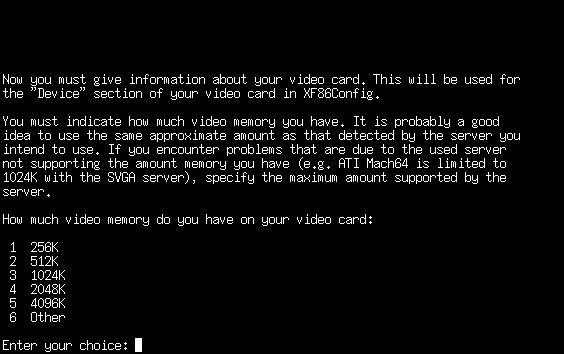 Now you must give information about your video card. This will be used for
the "Device" section of your video card in XF86Config.
You must indicate how much video memory you have. It is probably a good
idea to use the same approximate amount as that detected by the server you
intend to use. If you encounter problems that are due to the used server
not supporting the amount memory you have (e.g. ATI Mach64 is limited to
1024K with the SVGA server), specify the maximum amount supported by the
server.
How much video memory do you have on your video card:
1 256K
2 512K
3 1024K
4 2048K
5 4096K
6 Other
Enter your choice: